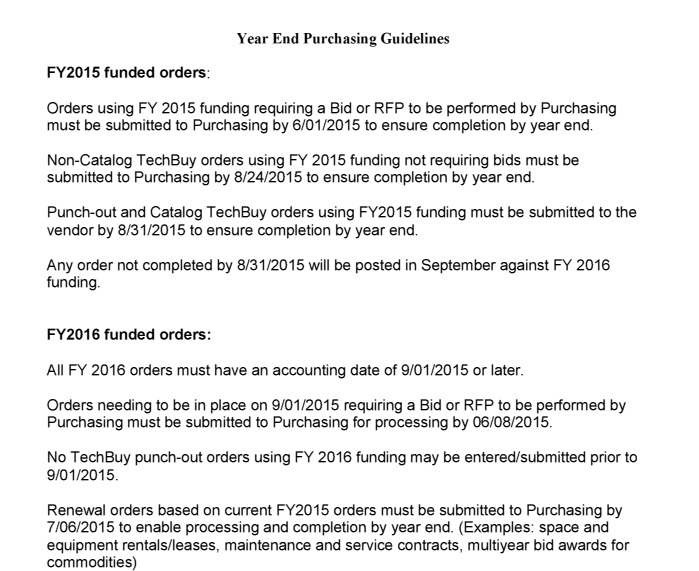 Year End Purchasing Guidelines
FY2015 funded orders:
Orders using FY 2015 funding requiring a Bid or RFP to be performed by Purchasing
must be submitted to Purchasing by 6/01/2015 to ensure completion by year end.
Non-Catalog TechBuy orders using FY 2015 funding not requiring bids must be
submitted to Purchasing by 8/24/2015 to ensure completion by year end.
Punch-out and Catalog TechBuy orders using FY2015 funding must be submitted to the
vendor by 8/31/2015 to ensure completion by year end.
Any order not completed by 8/31/2015 will be posted in September against FY 2016
funding.
FY2016 funded orders:
All FY 2016 orders must have an accounting date of 9/01/2015 or later.
Orders needing to be in place on 9/01/2015 requiring a Bid or RFP to be performed by
Purchasing must be submitted to Purchasing for processing by 06/08/2015.
No TechBuy punch-out orders using FY 2016 funding may be entered/submitted prior to
9/01/2015.
Renewal orders based on current FY2015 orders must be submitted to Purchasing by
7/06/2015 to enable processing and completion by year end. (Examples: space and
equipment rentals/leases, maintenance and service contracts, multiyear bid awards for
commodities)